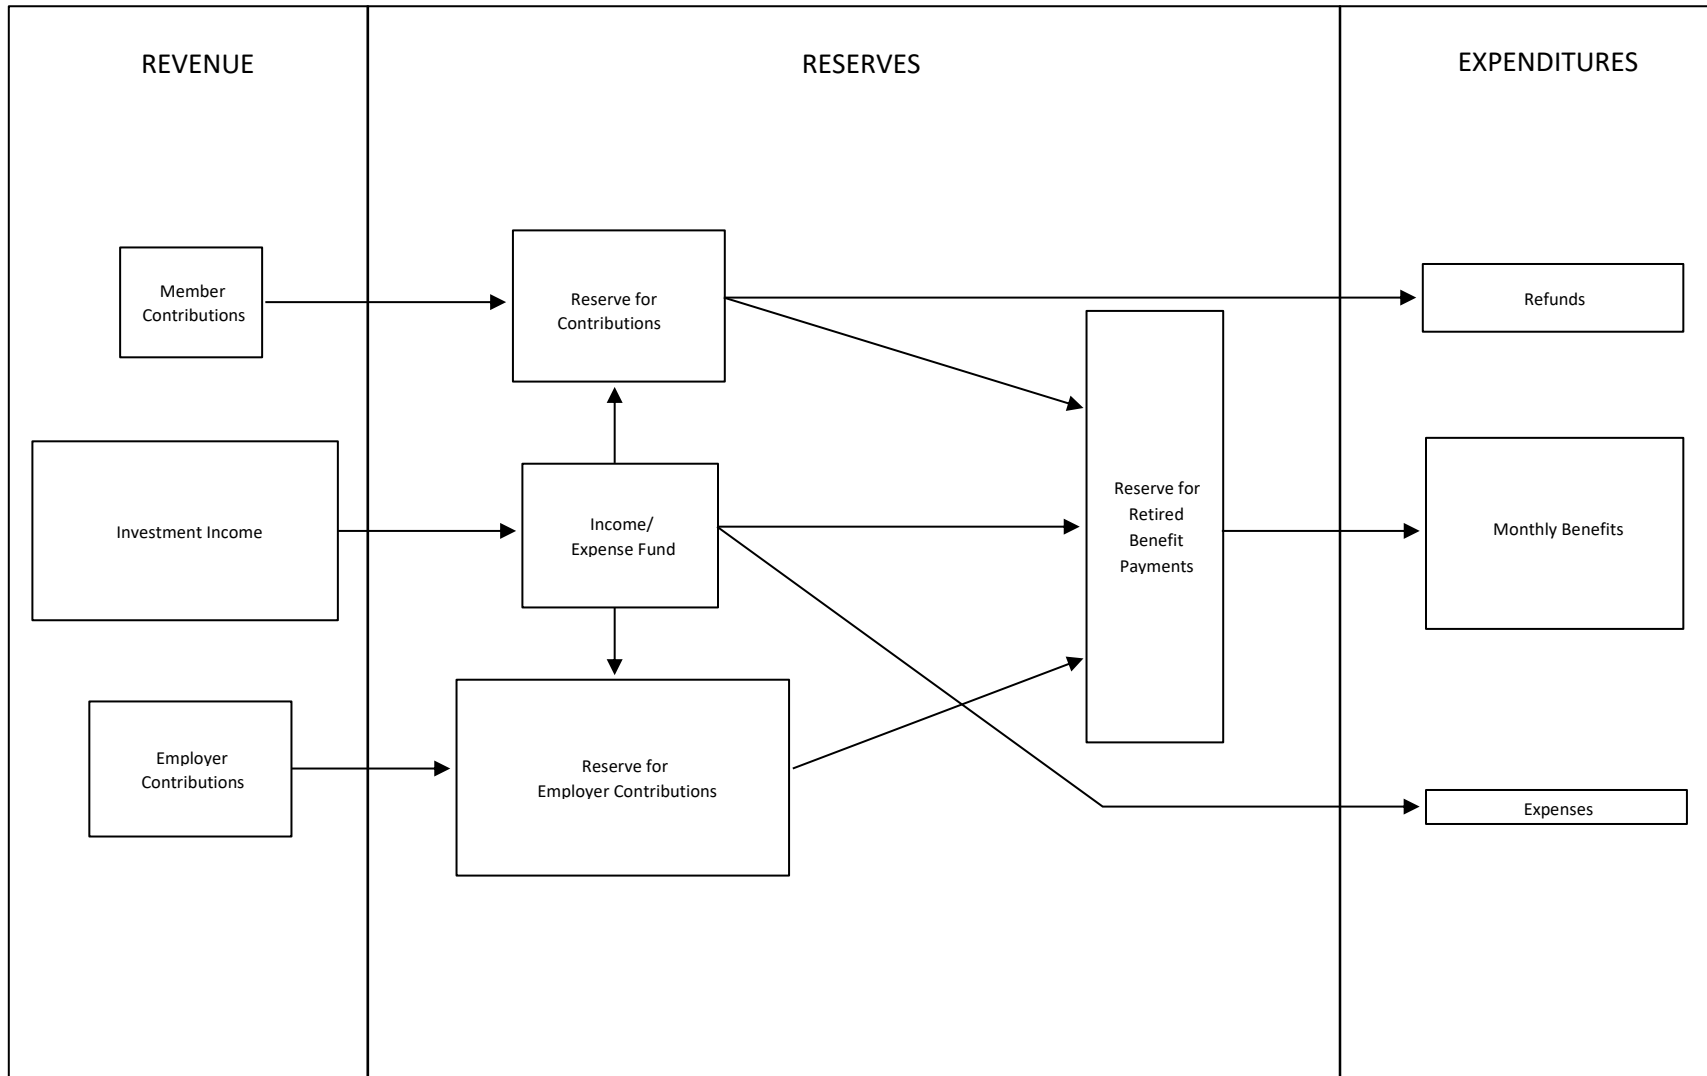 REVENUE
RESERVES
EXPENDITURES
Member
Contributions
Reserve for
Contributions
Refunds
Investment Income
Income/
Expense Fund
Reserve for
Retired
Benefit
Payments
Monthly Benefits
Employer
Contributions
Reserve for
Employer Contributions
Expenses